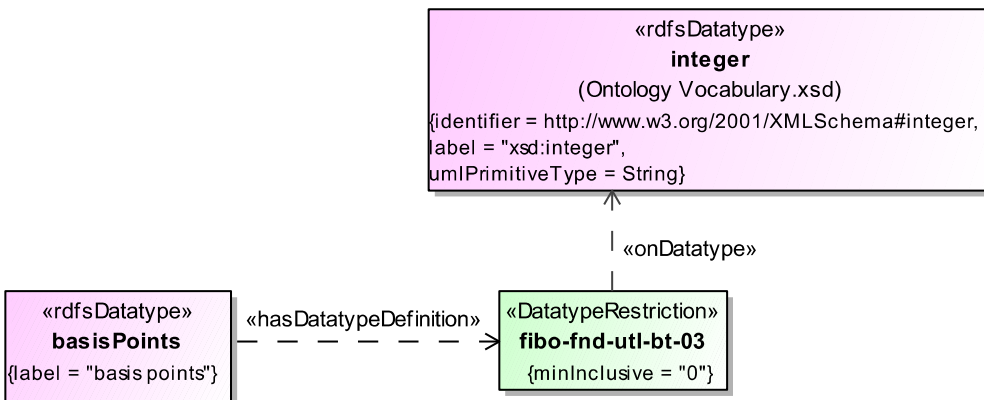 «rdfsDatatype»
integer
(Ontology Vocabulary.xsd)
{identifier = http://www.w3.org/2001/XMLSchema#integer,
label = "xsd:integer",
umlPrimitiveType = String}
«onDatatype»
«rdfsDatatype»
basisPoints
{label = "basis points"}
«hasDatatypeDefinition»
«DatatypeRestriction»
fibo-fnd-utl-bt-03
{minInclusive = "0"}